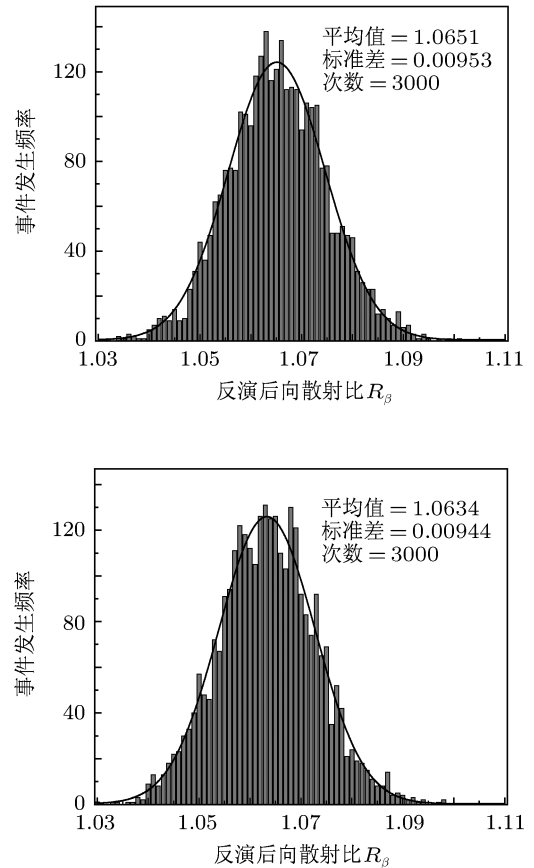 平均值 = 1.0651
标准差 = 0.00953
次数 = 3000
120
80
40
0
事件发生频率
1.03 1.05 1.07 1.09 1.11
反演后向散射比Rβ
平均值 = 1.0634
标准差 = 0.00944
次数 = 3000
120
80
40
0
事件发生频率
1.03 1.05 1.07 1.09 1.11
反演后向散射比Rβ